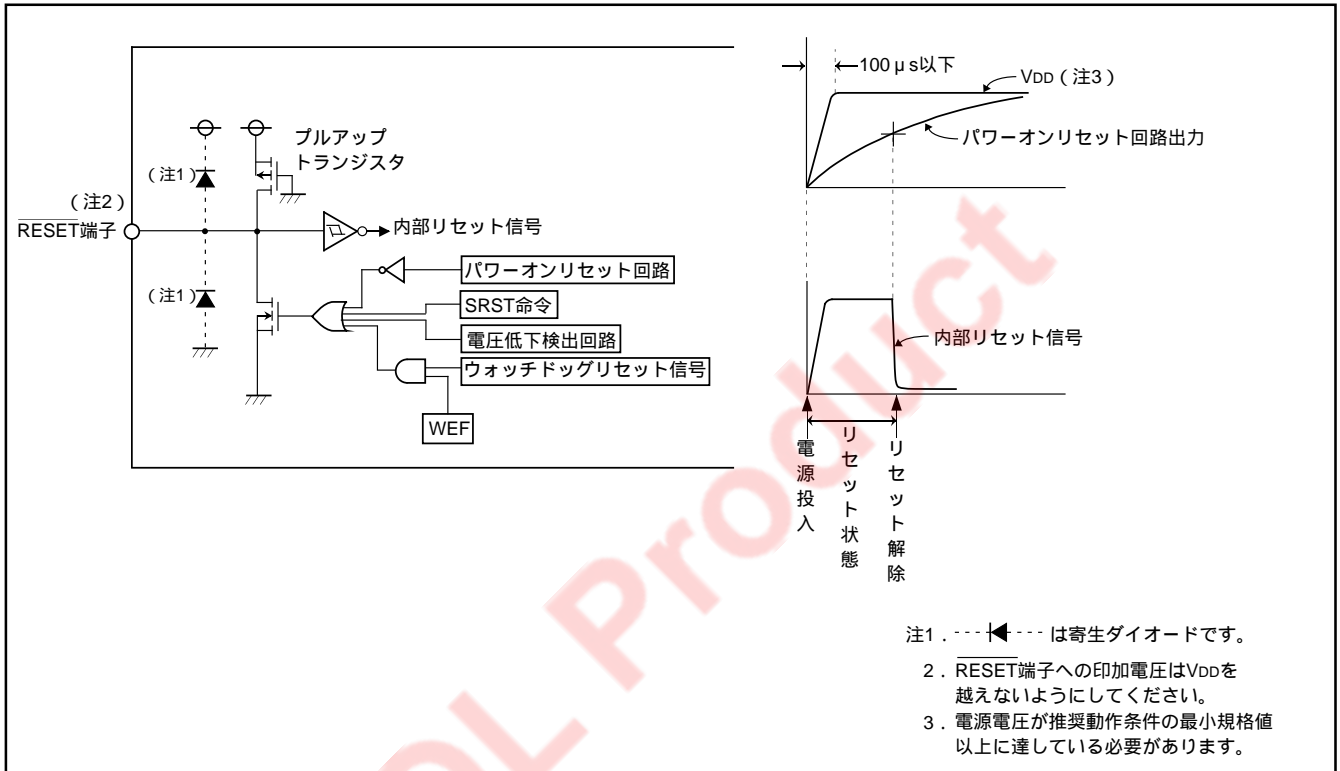 プルアップ
トランジスタ
（注1）
（注2）
RESET端子
（注1）
内部リセット信号
パワーオンリセット回路
SRST命令
電圧低下検出回路
ウォッチドッグリセット信号
WEF
100μs以下
VDD（注3）
パワーオンリセット回路出力
内部リセット信号
電源投入
リセット状態
リセット解除
注1．は寄生ダイオードです。
2．RESET端子への印加電圧はVDDを
越えないようにしてください。
3．電源電圧が推奨動作条件の最小規格値
以上に達している必要があります。
OL Product